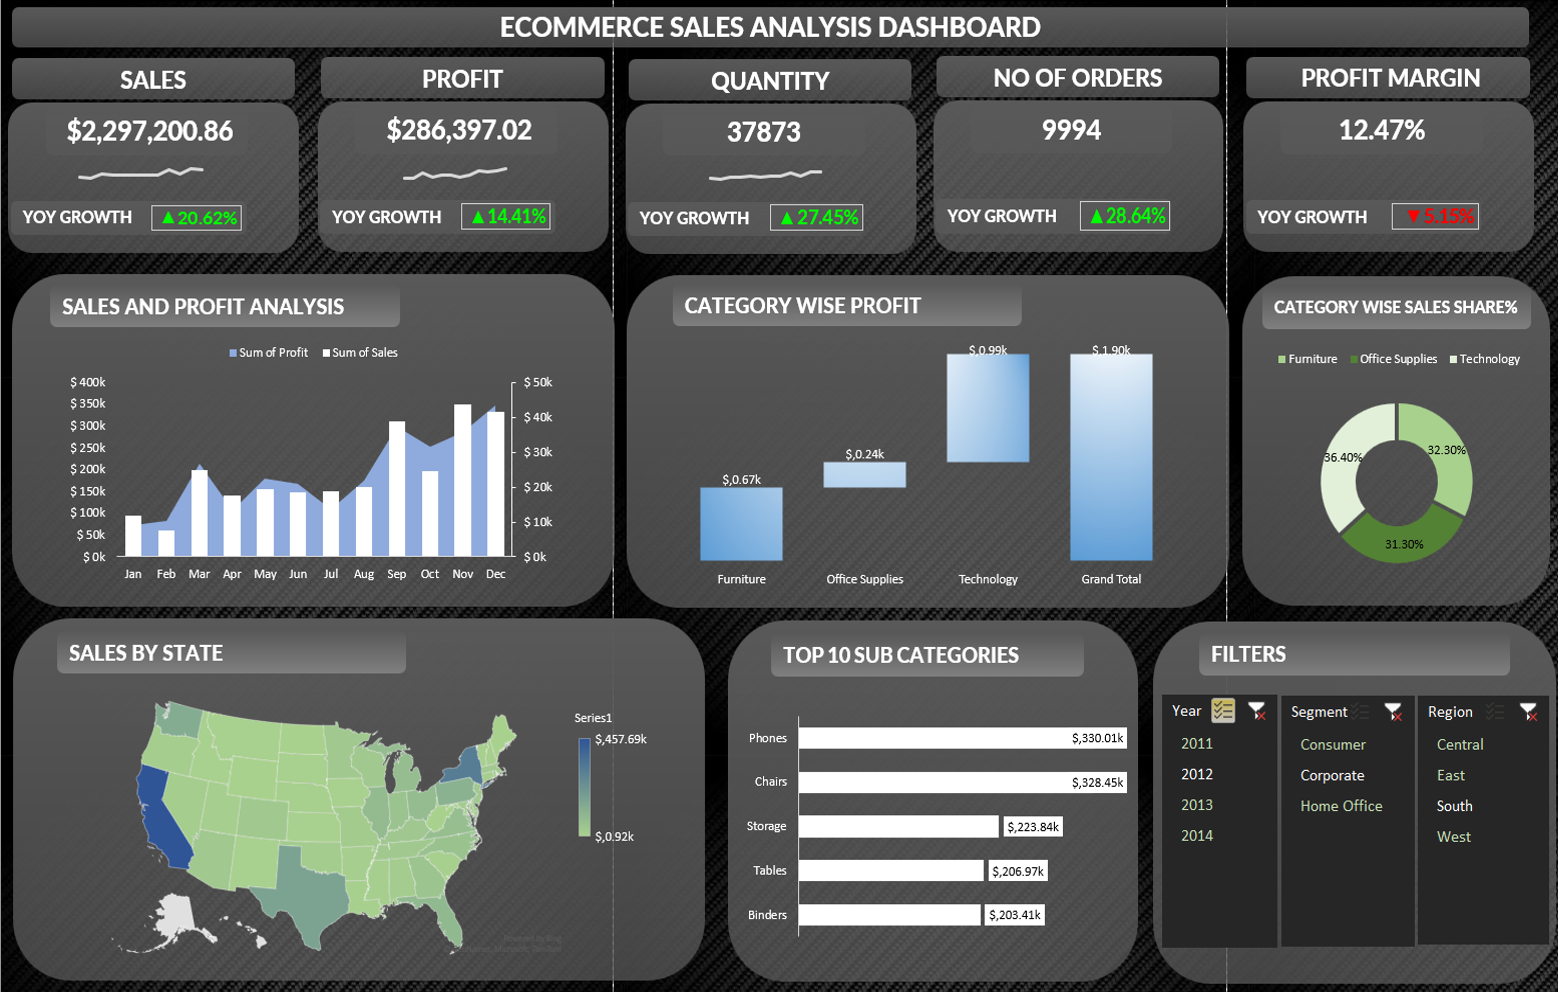 ECOMMERCE SALES ANALYSIS DASHBOARD
SALES
$2,297,200.86
YOY GROWTH ▲20.62%
PROFIT
$286,397.02
YOY GROWTH ▲14.41%
QUANTITY
37873
YOY GROWTH ▲27.45%
NO OF ORDERS
9994
YOY GROWTH ▲28.64%
PROFIT MARGIN
12.47%
YOY GROWTH ▼5.15%
SALES AND PROFIT ANALYSIS
Sum of Profit Sum of Sales
$ 400k
$ 350k
$ 300k
$ 250k
$ 200k
$ 150k
$ 100k
$ 50k
$ 0k
$ 50k
$ 40k
$ 30k
$ 20k
$ 10k
$ 0k
Jan Feb Mar Apr May Jun Jul Aug Sep Oct Nov Dec
CATEGORY WISE PROFIT
$,0.67k
$,0.24k
$,0.99k
$,1.90k
Furniture Office Supplies Technology Grand Total
CATEGORY WISE SALES SHARE%
Furniture Office Supplies Technology
32.30%
31.30%
36.40%
SALES BY STATE
Series1
$,457.69k
$,0.92k
TOP 10 SUB CATEGORIES
Phones $,330.01k
Chairs $,328.45k
Storage $,223.84k
Tables $,206.97k
Binders $,203.41k
FILTERS
Year
2011
2012
2013
2014
Segment
Consumer
Corporate
Home Office
Region
Central
East
South
West